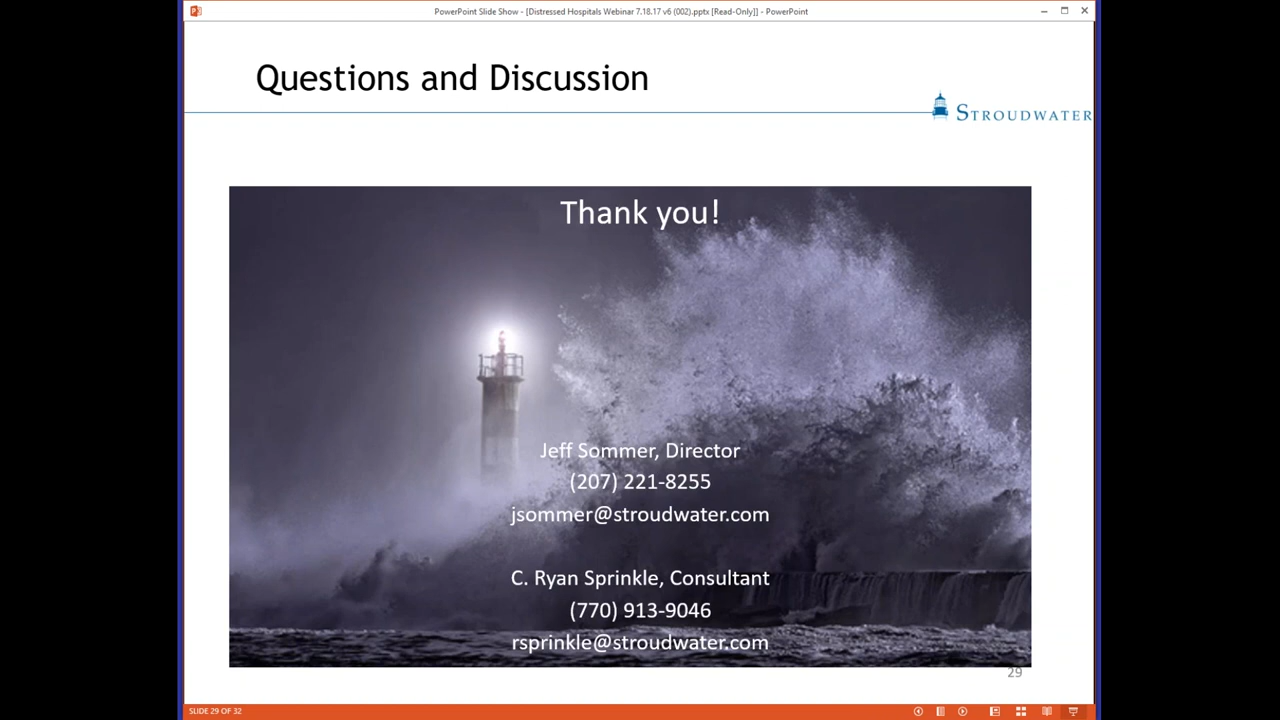 PowerPoint Slide Show - [Distressed Hospitals Webinar 7.18.17 v6 (002).pptx [Read-Only]] - PowerPoint
Questions and Discussion
STROUDWATER
Thank you!
Jeff Sommer, Director
(207) 221-8255
jsommer@stroudwater.com
C. Ryan Sprinkle, Consultant
(770) 913-9046
rsprinkle@stroudwater.com
29
SLIDE 29 OF 32